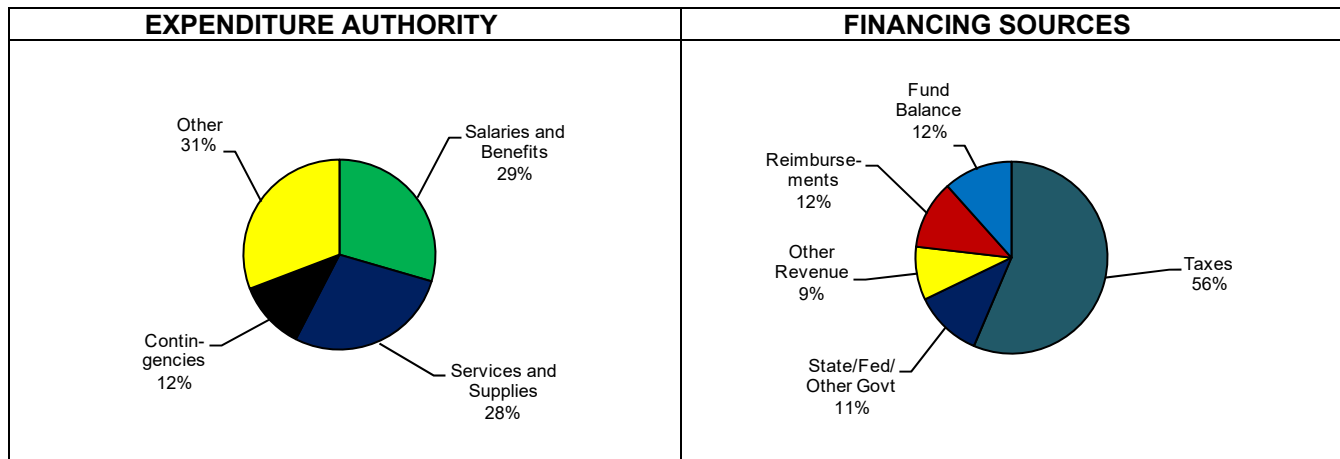 EXPENDITURE AUTHORITY
Other
31%
Salaries and
Benefits
29%
Contin-
gencies
12%
Services and
Supplies
28%
FINANCING SOURCES
Fund
Balance
12%
Reimburse-
ments
12%
Other
Revenue
9%
Taxes
56%
State/Fed/
Other Govt
11%